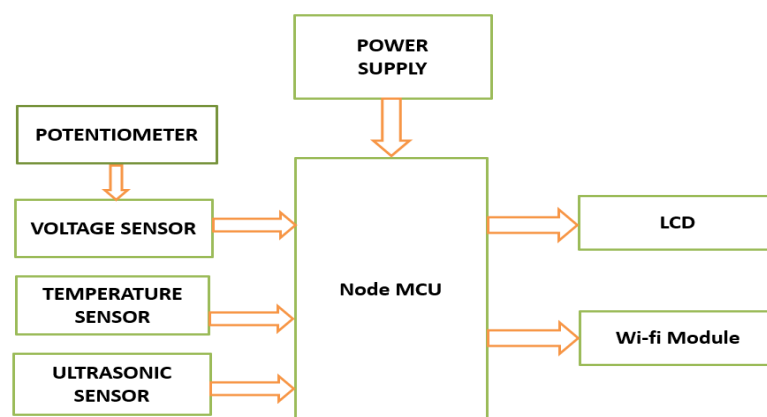 POWER
SUPPLY
POTENTIOMETER
VOLTAGE SENSOR
TEMPERATURE
SENSOR
ULTRASONIC
SENSOR
Node MCU
LCD
Wi-fi Module